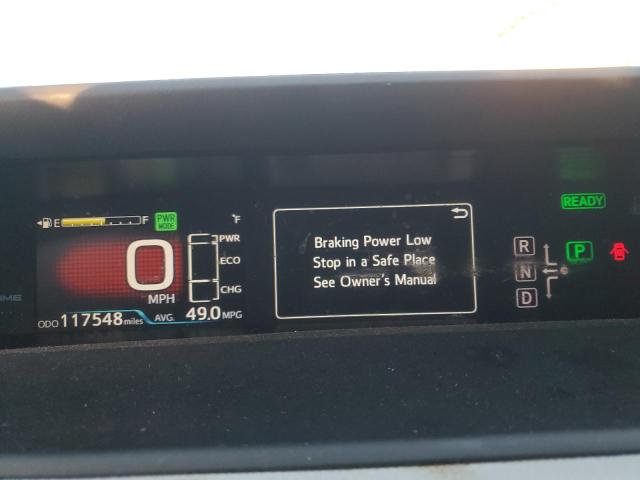 E F PWR MODE °F
0 MPH
PWR
ECO
CHG
ODO 117548 miles AVG. 49.0 MPG
Braking Power Low
Stop in a Safe Place
See Owner's Manual
READY
R
N
D
P